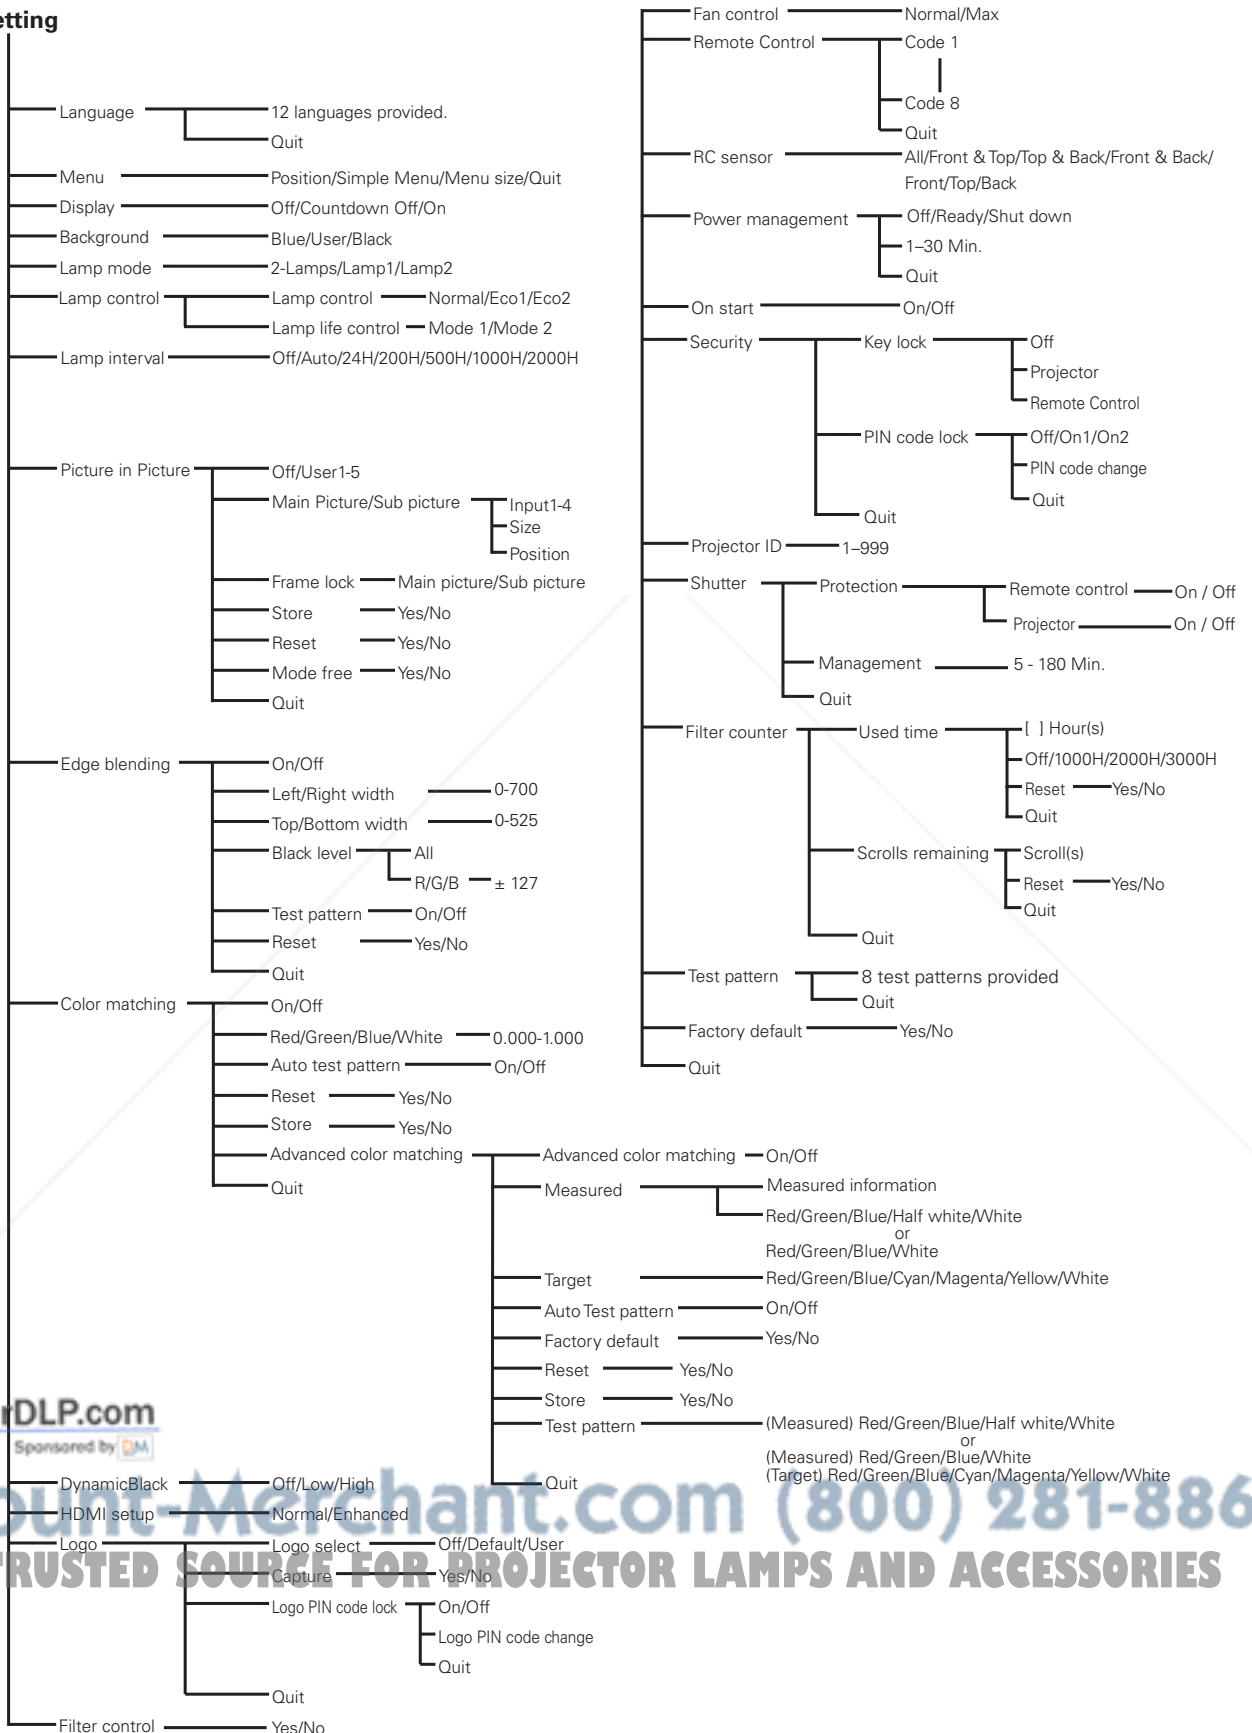 etting
Language 12 languages provided.
Quit
Menu Position/Simple Menu/Menu size/Quit
Display Off/Countdown Off/On
Background Blue/User/Black
Lamp mode 2-Lamps/Lamp1/Lamp2
Lamp control Lamp control Normal/Eco1/Eco2
Lamp life control Mode 1/Mode 2
Lamp interval Off/Auto/24H/200H/500H/1000H/2000H
Picture in Picture Off/User1-5
Main Picture/Sub picture Input1-4
Size
Position
Frame lock Main picture/Sub picture
Store Yes/No
Reset Yes/No
Mode free Yes/No
Quit
Edge blending On/Off
Left/Right width 0-700
Top/Bottom width 0-525
Black level All
R/G/B ± 127
Test pattern On/Off
Reset Yes/No
Quit
Color matching On/Off
Red/Green/Blue/White 0.000-1.000
Auto test pattern On/Off
Reset Yes/No
Store Yes/No
Advanced color matching Advanced color matching On/Off
Quit
Measured Measured information
Red/Green/Blue/Half white/White
or
Red/Green/Blue/White
Target Red/Green/Blue/Cyan/Magenta/Yellow/White
Auto Test pattern On/Off
Factory default Yes/No
Reset Yes/No
Store Yes/No
Test pattern (Measured) Red/Green/Blue/Half white/White
or
(Measured) Red/Green/Blue/White
(Target) Red/Green/Blue/Cyan/Magenta/Yellow/White
Quit
DynamicBlack Off/Low/High
HDMI setup Normal/Enhanced
Logo Logo select Off/Default/User
Capture Yes/No
Logo PIN code lock On/Off
Logo PIN code change
Quit
Quit
Filter control Yes/No
Fan control Normal/Max
Remote Control Code 1
Code 8
Quit
RC sensor All/Front & Top/Top & Back/Front & Back/
Front/Top/Back
Power management Off/Ready/Shut down
1–30 Min.
Quit
On start On/Off
Security Key lock Off
Projector
Remote Control
PIN code lock Off/On1/On2
PIN code change
Quit
Quit
Projector ID 1–999
Shutter Protection Remote control On / Off
Projector On / Off
Management 5 - 180 Min.
Quit
Filter counter Used time [ ] Hour(s)
Off/1000H/2000H/3000H
Reset Yes/No
Quit
Scrolls remaining Scroll(s)
Reset Yes/No
Quit
Quit
Test pattern 8 test patterns provided
Quit
Factory default Yes/No
Quit
rDLP.com
Sponsored by DM
ount-Merchant.com (800) 281-886
RUSTED SOURCE FOR PROJECTOR LAMPS AND ACCESSORIES